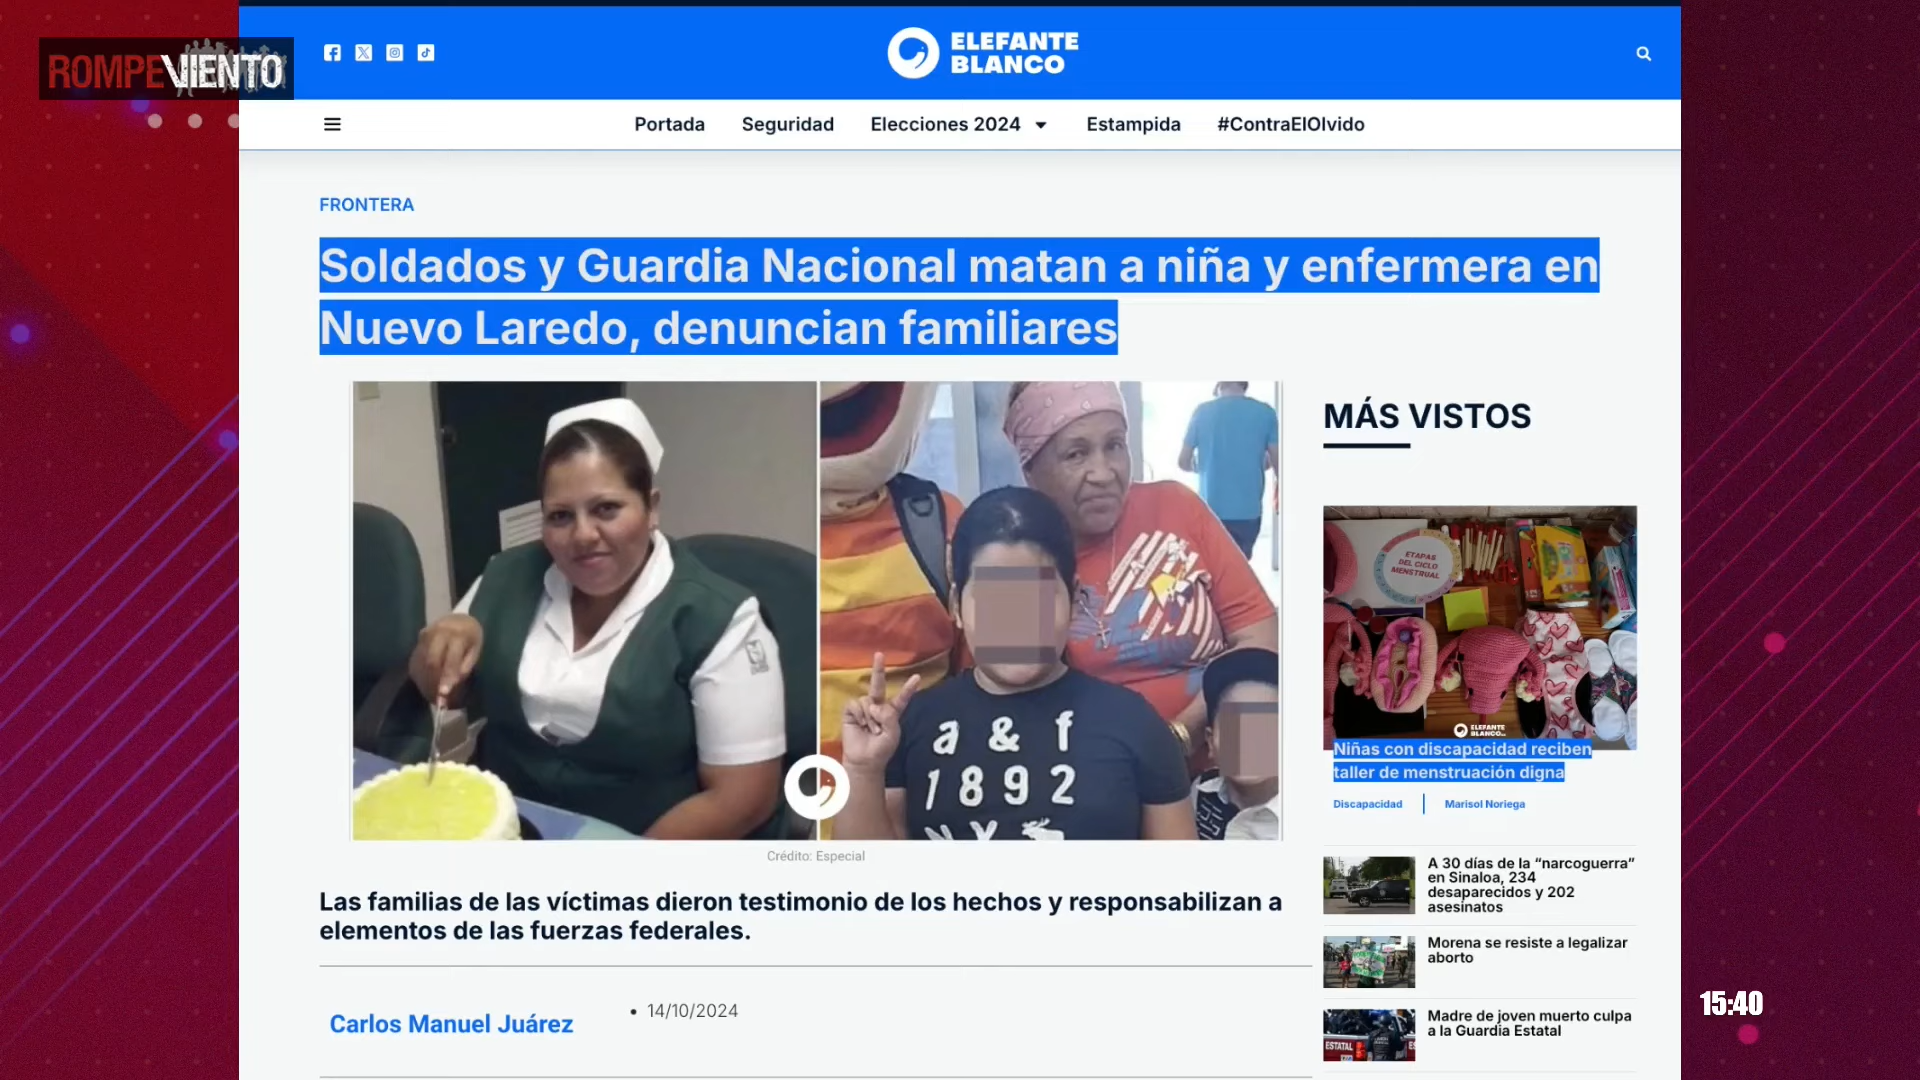 ROMPEVIENTO
ELEFANTE
BLANCO
Portada
Seguridad
Elecciones 2024
Estampida
#ContraElOlvido
FRONTERA
Soldados y Guardia Nacional matan a niña y enfermera en
Nuevo Laredo, denuncian familiares
a & f
1892
Crédito: Especial
Las familias de las víctimas dieron testimonio de los hechos y responsabilizan a
elementos de las fuerzas federales.
Carlos Manuel Juárez
• 14/10/2024
MÁS VISTOS
ETAPAS
DEL CICLO
MENSTRUAL
ELEFANTE
BLANCO
Niñas con discapacidad reciben
taller de menstruación digna
Discapacidad
Marisol Noriega
A 30 días de la “narcoguerra”
en Sinaloa, 234
desaparecidos y 202
asesinatos
Morena se resiste a legalizar
aborto
Madre de joven muerto culpa
a la Guardia Estatal
ESTATAL
15:40